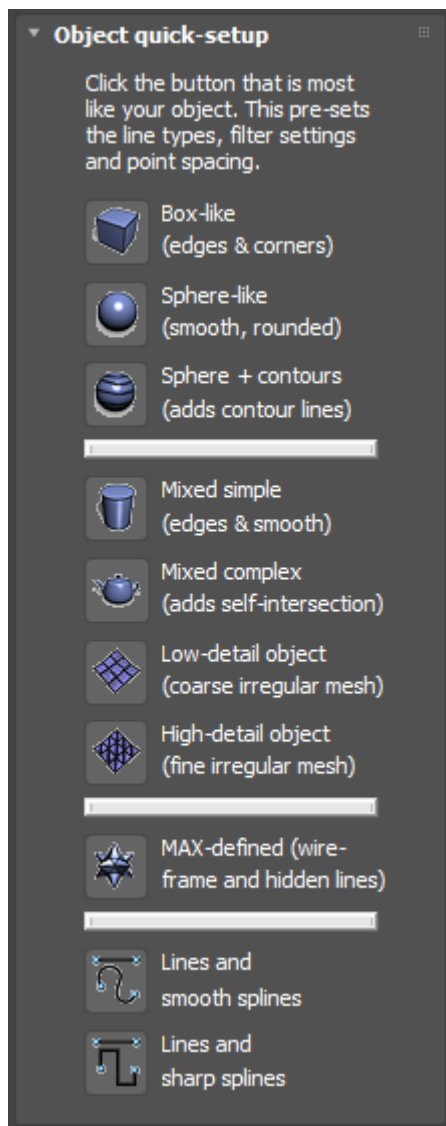 Object quick-setup
Click the button that is most
like your object. This pre-sets
the line types, filter settings
and point spacing.
Box-like
(edges & corners)
Sphere-like
(smooth, rounded)
Sphere + contours
(adds contour lines)
Mixed simple
(edges & smooth)
Mixed complex
(adds self-intersection)
Low-detail object
(coarse irregular mesh)
High-detail object
(fine irregular mesh)
MAX-defined (wire-
frame and hidden lines)
Lines and
smooth splines
Lines and
sharp splines